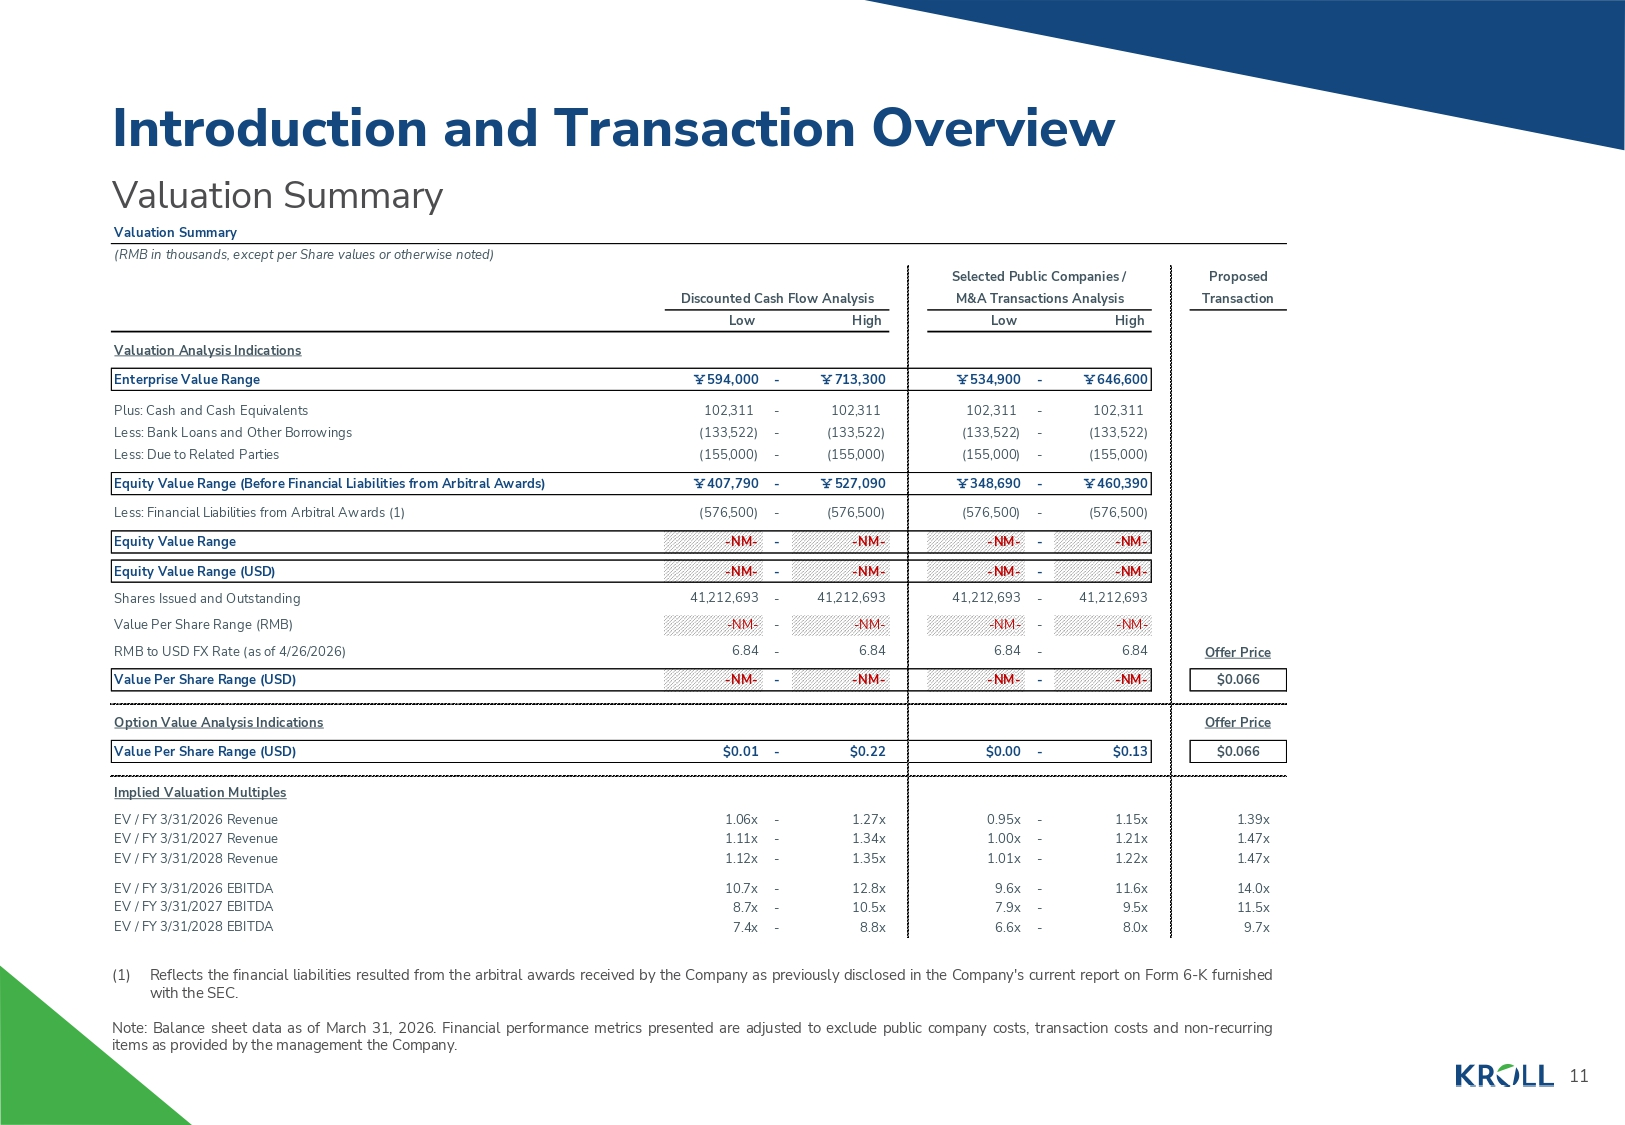 Introduction and Transaction Overview
Valuation Summary
Valuation Summary
(RMB in thousands, except per Share values or otherwise noted)
Selected Public Companies / Proposed
Discounted Cash Flow Analysis M&A Transactions Analysis Transaction
Low High Low High
Valuation Analysis Indications
Enterprise Value Range ¥594,000 - ¥713,300 ¥534,900 - ¥646,600
Plus: Cash and Cash Equivalents 102,311 - 102,311 102,311 - 102,311
Less: Bank Loans and Other Borrowings (133,522) - (133,522) (133,522) - (133,522)
Less: Due to Related Parties (155,000) - (155,000) (155,000) - (155,000)
Equity Value Range (Before Financial Liabilities from Arbitral Awards) ¥407,790 - ¥527,090 ¥348,690 - ¥460,390
Less: Financial Liabilities from Arbitral Awards (1) (576,500) - (576,500) (576,500) - (576,500)
Equity Value Range -NM- - -NM- -NM- - -NM-
Equity Value Range (USD) -NM- - -NM- -NM- - -NM-
Shares Issued and Outstanding 41,212,693 - 41,212,693 41,212,693 - 41,212,693
Value Per Share Range (RMB) -NM- - -NM- -NM- - -NM-
RMB to USD FX Rate (as of 4/26/2026) 6.84 - 6.84 6.84 - 6.84 Offer Price
Value Per Share Range (USD) -NM- - -NM- -NM- - -NM- $0.066
Option Value Analysis Indications Offer Price
Value Per Share Range (USD) $0.01 - $0.22 $0.00 - $0.13 $0.066
Implied Valuation Multiples
EV / FY 3/31/2026 Revenue 1.06x - 1.27x 0.95x - 1.15x 1.39x
EV / FY 3/31/2027 Revenue 1.11x - 1.34x 1.00x - 1.21x 1.47x
EV / FY 3/31/2028 Revenue 1.12x - 1.35x 1.01x - 1.22x 1.47x
EV / FY 3/31/2026 EBITDA 10.7x - 12.8x 9.6x - 11.6x 14.0x
EV / FY 3/31/2027 EBITDA 8.7x - 10.5x 7.9x - 9.5x 11.5x
EV / FY 3/31/2028 EBITDA 7.4x - 8.8x 6.6x - 8.0x 9.7x
(1) Reflects the financial liabilities resulted from the arbitral awards received by the Company as previously disclosed in the Company's current report on Form 6-K furnished
with the SEC.
Note: Balance sheet data as of March 31, 2026. Financial performance metrics presented are adjusted to exclude public company costs, transaction costs and non-recurring
items as provided by the management the Company.
KROLL 11